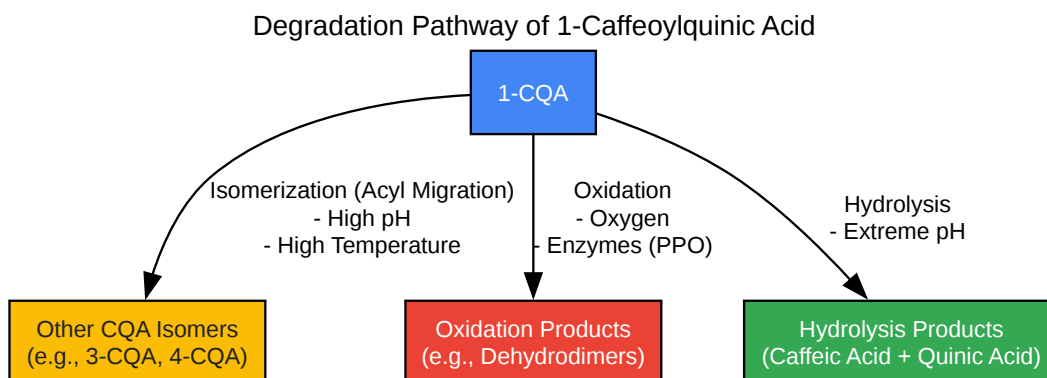 Degradation Pathway of 1-Caffeoylquinic Acid
1-CQA
Isomerization (Acyl Migration)
- High pH
- High Temperature
Oxidation
- Oxygen
- Enzymes (PPO)
Hydrolysis
- Extreme pH
Other CQA Isomers
(e.g., 3-CQA, 4-CQA)
Oxidation Products
(e.g., Dehydrodimers)
Hydrolysis Products
(Caffeic Acid + Quinic Acid)